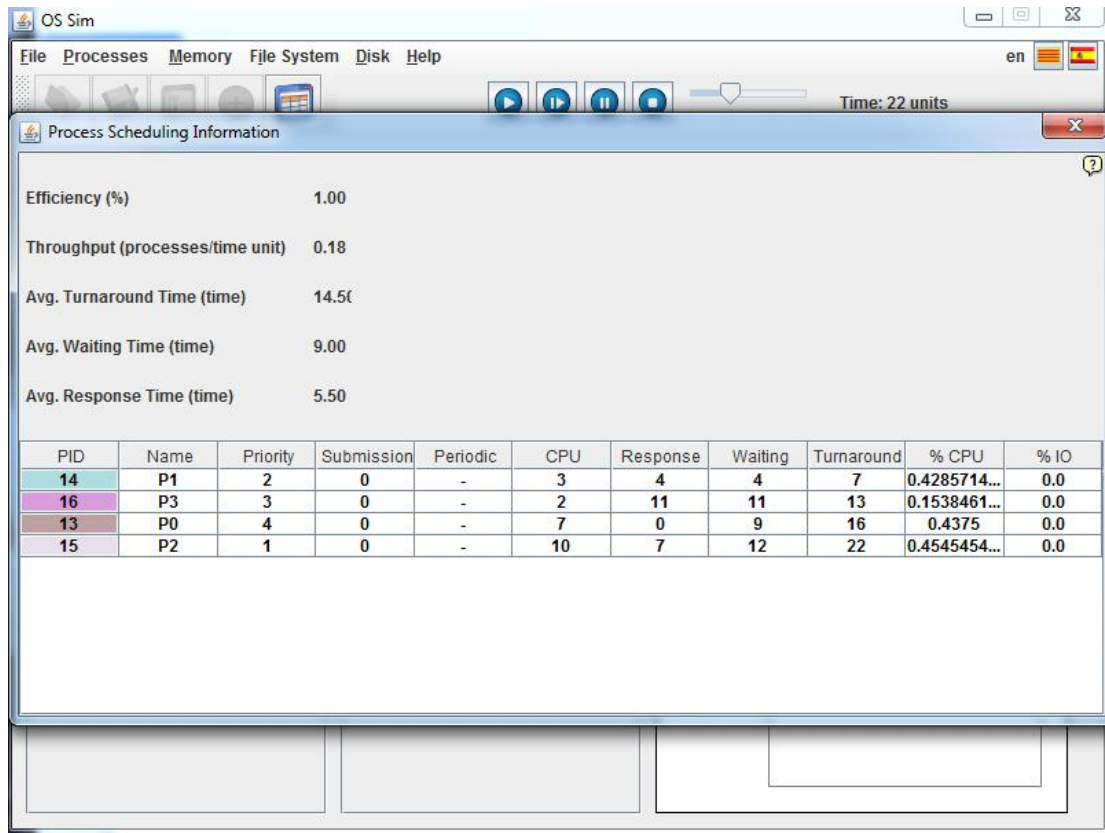 OS Sim
File Processes Memory File System Disk Help en
Time: 22 units
Process Scheduling Information
Efficiency (%) 1.00
Throughput (processes/time unit) 0.18
Avg. Turnaround Time (time) 14.50
Avg. Waiting Time (time) 9.00
Avg. Response Time (time) 5.50
PID Name Priority Submission Periodic CPU Response Waiting Turnaround % CPU % IO
14 P1 2 0 - 3 4 4 7 0.4285714... 0.0
16 P3 3 0 - 2 11 11 13 0.1538461... 0.0
13 P0 4 0 - 7 0 9 16 0.4375 0.0
15 P2 1 0 - 10 7 12 22 0.4545454... 0.0